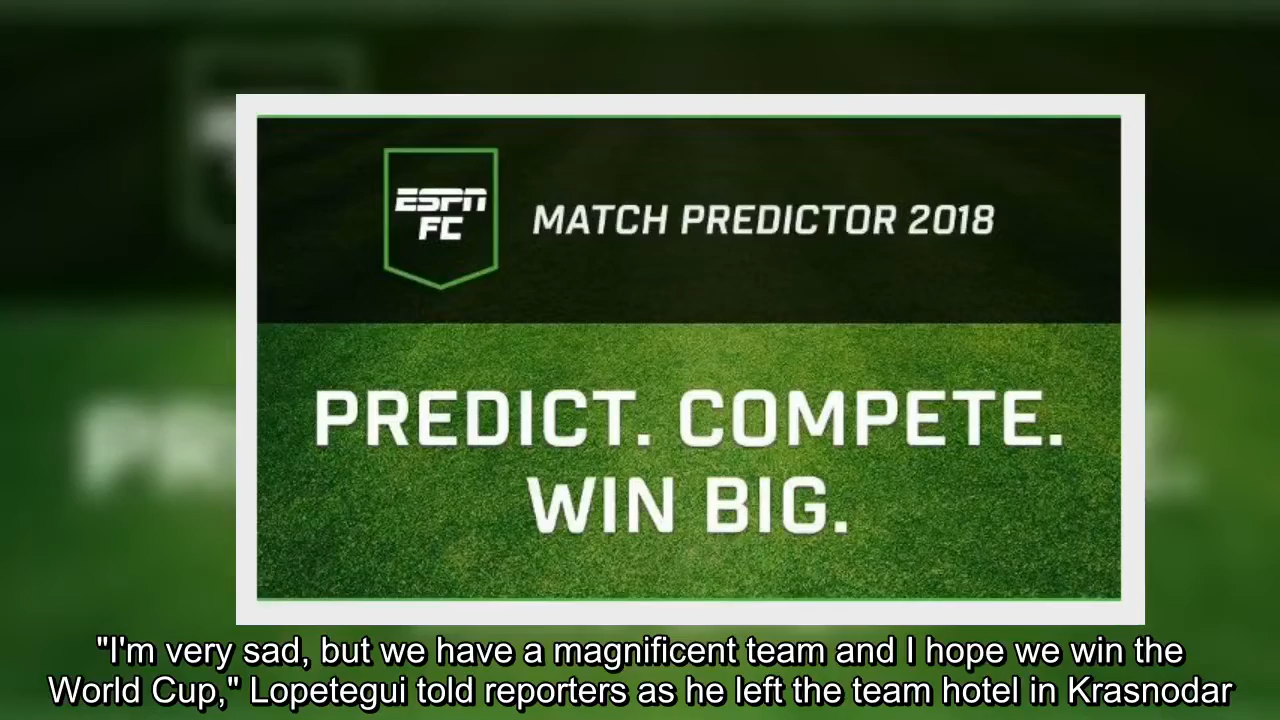 ESPN
FC
MATCH PREDICTOR 2018
PREDICT. COMPETE.
WIN BIG.
"I'm very sad, but we have a magnificent team and I hope we win the
World Cup," Lopetegui told reporters as he left the team hotel in Krasnodar